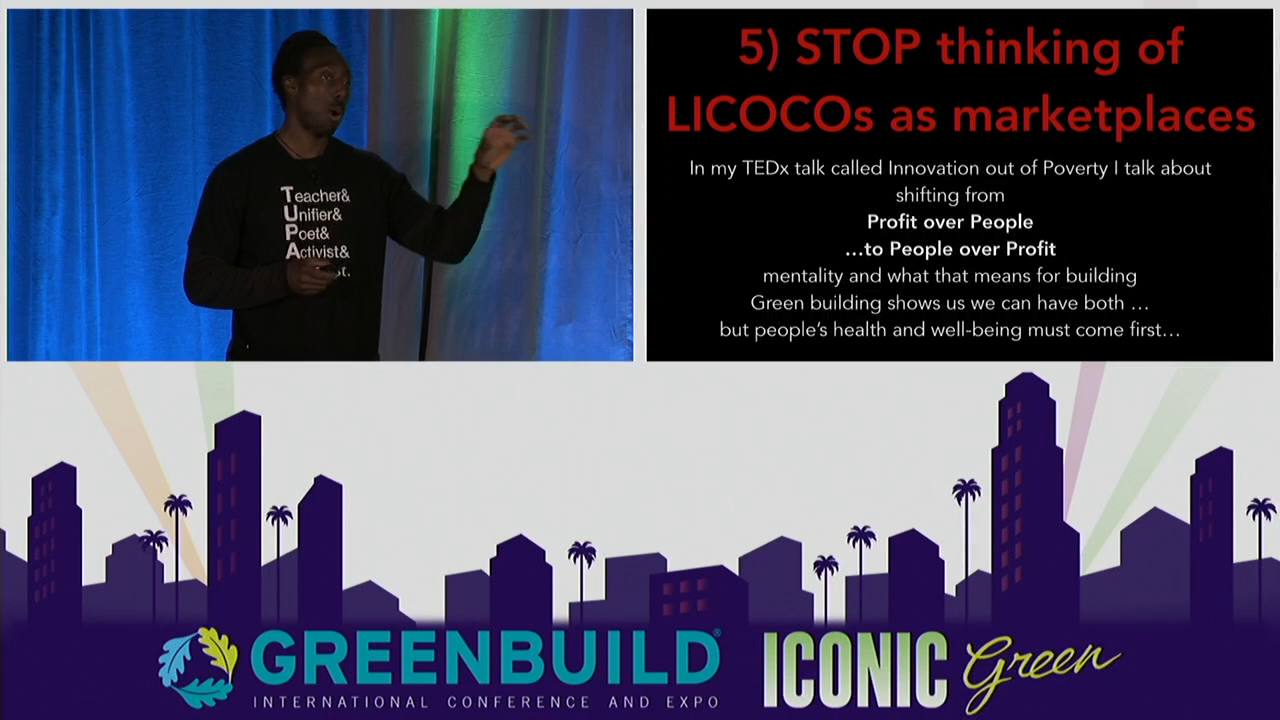 Teacher&
Unifier&
Poet&
Activist&
st.
5) STOP thinking of
LICOCOs as marketplaces
In my TEDx talk called Innovation out of Poverty I talk about
shifting from
Profit over People
…to People over Profit
mentality and what that means for building
Green building shows us we can have both …
but people’s health and well-being must come first…
GREENBUILD®
INTERNATIONAL CONFERENCE AND EXPO
ICONIC Green